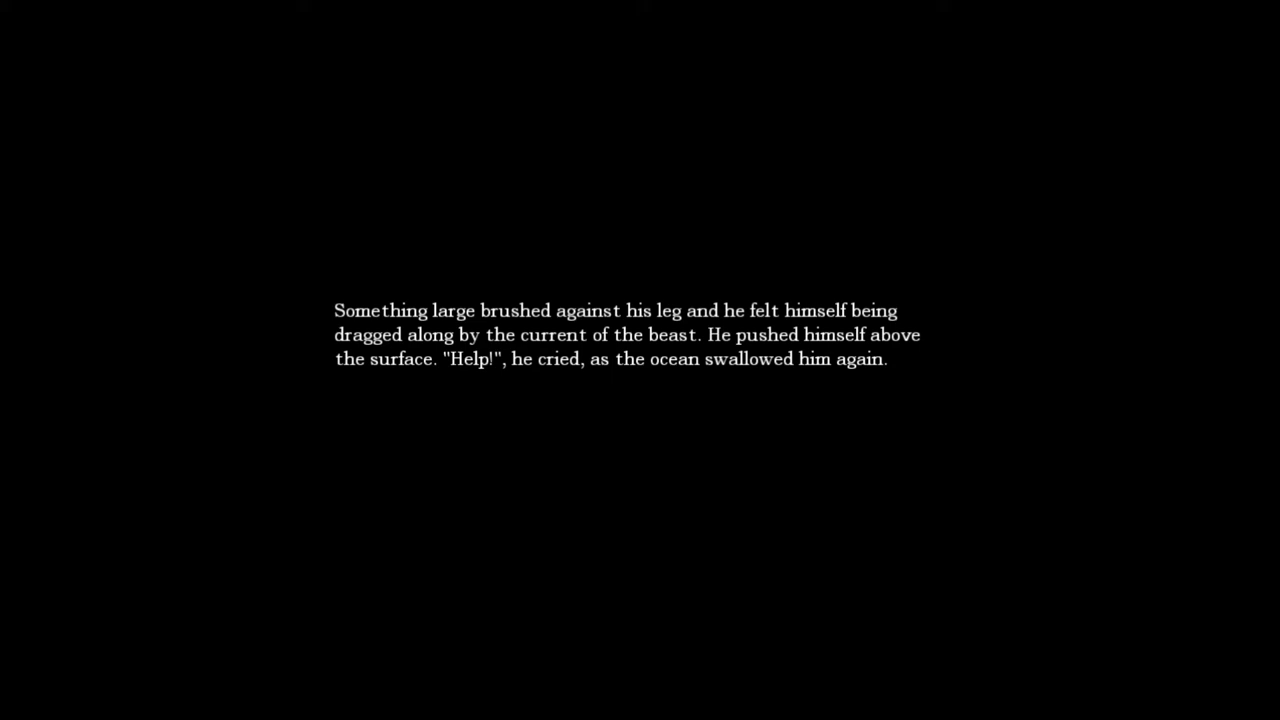 Something large brushed against his leg and he felt himself being
dragged along by the current of the beast. He pushed himself above
the surface. "Help!", he cried, as the ocean swallowed him again.